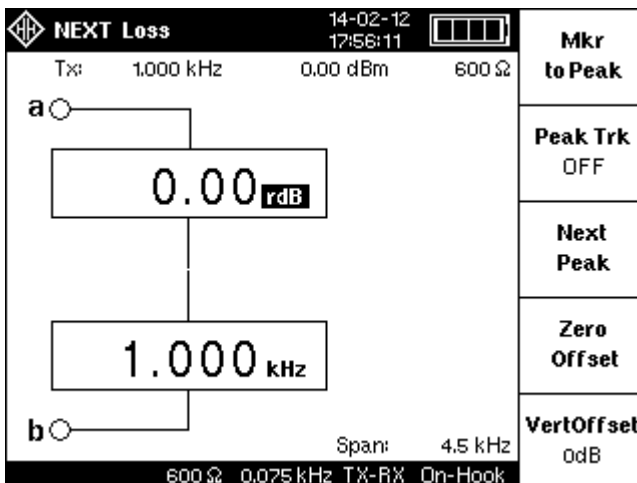 NEXT Loss
14-02-12
17:56:11
Tx: 1.000 kHz 0.00 dBm 600 Ω
a
0.00 rdB
1.000 kHz
b
Span: 4.5 kHz
600 Ω 0.075 kHz TX-RX On-Hook
Mkr
to Peak
Peak Trk
OFF
Next
Peak
Zero
Offset
VertOffset
0dB